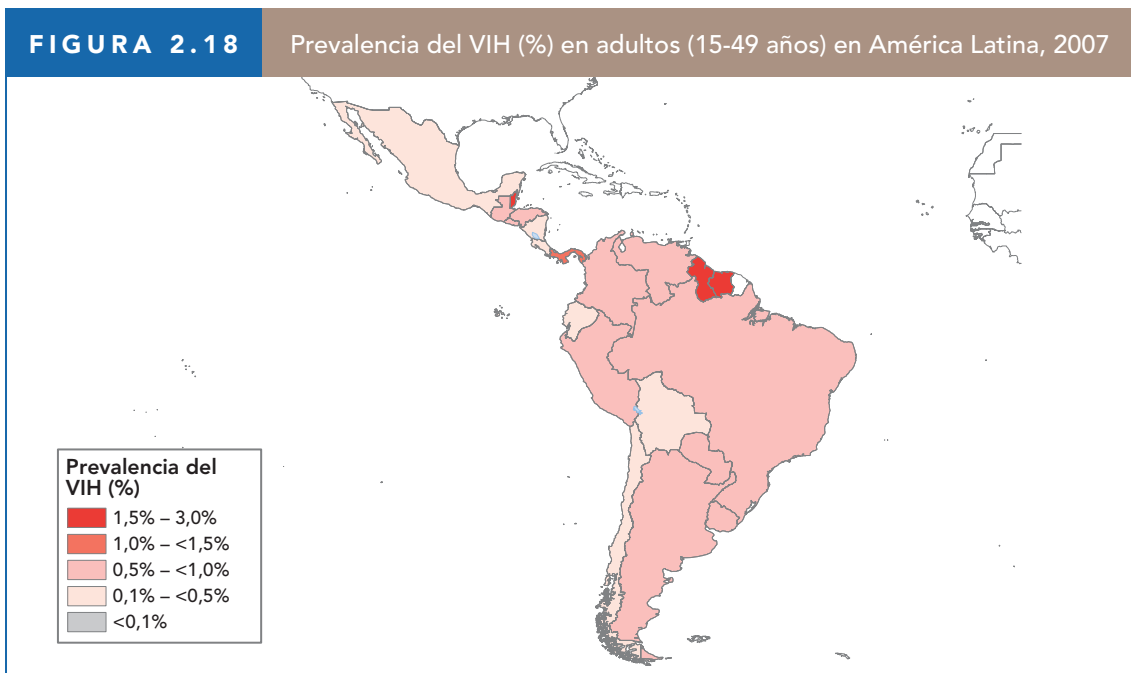 FIGURA 2.18
Prevalencia del VIH (%) en adultos (15-49 años) en América Latina, 2007
Prevalencia del
VIH (%)
1,5% – 3,0%
1,0% – <1,5%
0,5% – <1,0%
0,1% – <0,5%
<0,1%